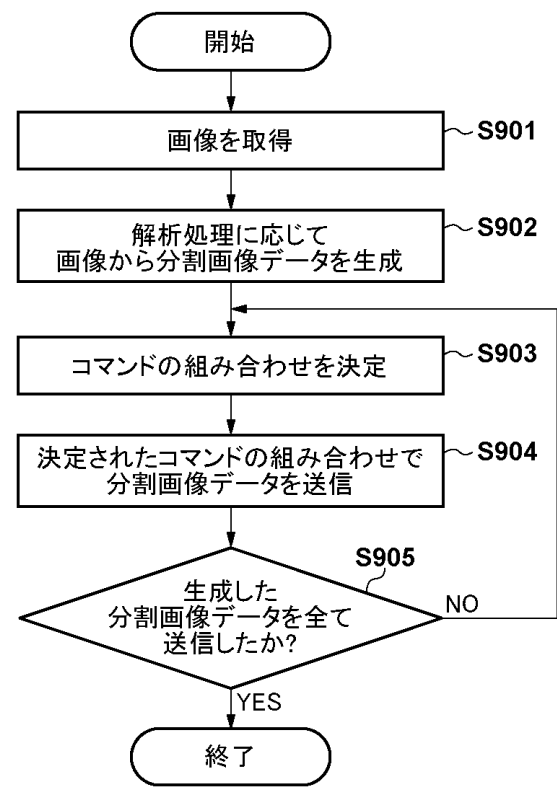 開始
画像を取得
S901
解析処理に応じて
画像から分割画像データを生成
S902
コマンドの組み合わせを決定
S903
決定されたコマンドの組み合わせで
分割画像データを送信
S904
S905
生成した
分割画像データを全て
送信したか?
NO
YES
終了